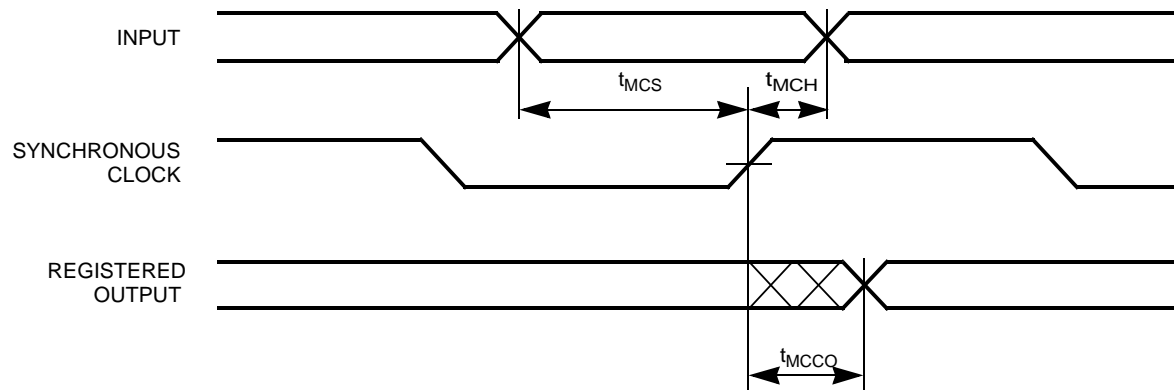 INPUT
tMCS
tMCH
SYNCHRONOUS
CLOCK
REGISTERED
OUTPUT
tMCCO